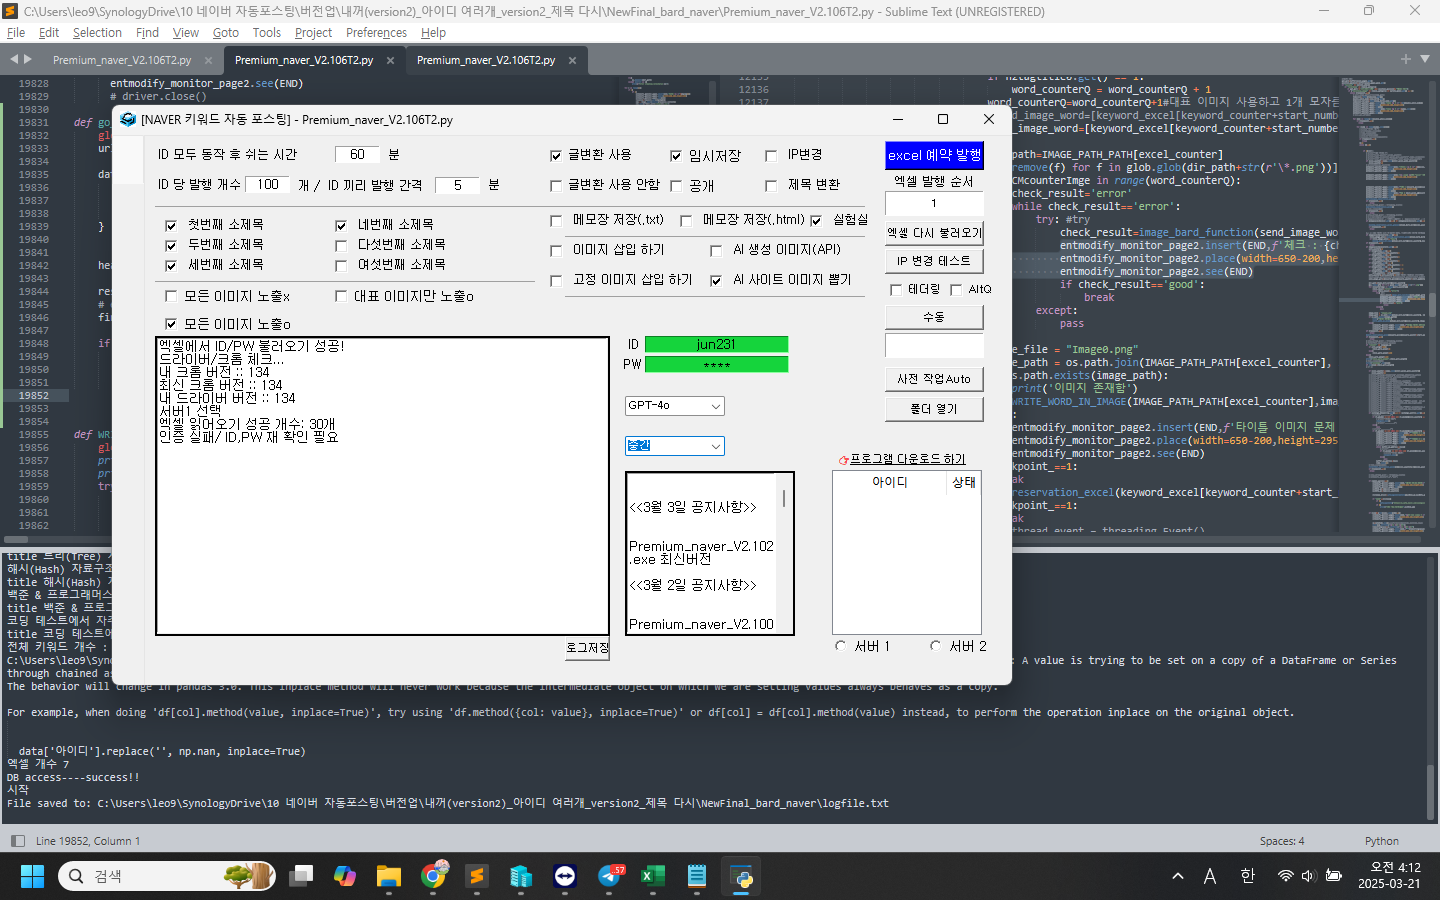 C:\Users\leo9\SynologyDrive\10 네이버 자동포스팅\버전업\내꺼(version2)_아이디 여러개_version2_제목 다시\NewFinal_bard_naver\Premium_naver_V2.106T2.py - Sublime Text (UNREGISTERED)
File Edit Selection Find View Goto Tools Project Preferences Help
Premium_naver_V2.106T2.py
Premium_naver_V2.106T2.py
Premium_naver_V2.106T2.py
19828 entmodify_monitor_page2.see(END)
19829 # driver.close()
19830
19831 def go
19832
19833
19834
19835
19836
19837
19838
19839 }
19840
19841
19842
19843
19844
19845 #
19846
19847
19848 if
19849
19850
19851
19852
19853
19854
19855 def
19856
19857
19858
19859
19860
19861
19862
12136 word_counterQ = word_counterQ + 1
12137 word_counterQ=word_counterQ+1#대표 이미지 사용하고 1개 모자른
d_image_word=[keyword_excel[keyword_counter+start_numbe
_image_word=[keyword_excel[keyword_counter+start_numbe
path=IMAGE_PATH_PATH[excel_counter]
remove(f) for f in glob.glob(dir_path+str(r'\*.png'))]
CMcounterImge in range(word_counterQ):
check_result='error'
while check_result=='error':
try: #try
check_result=image_bard_function(send_image_wo
entmodify_monitor_page2.insert(END,f'체크 : {ch
entmodify_monitor_page2.place(width=650-200,he
entmodify_monitor_page2.see(END)
if check_result=='good':
break
except:
pass
e_file = "Image0.png"
e_path = os.path.join(IMAGE_PATH_PATH[excel_counter],
s.path.exists(image_path):
print('이미지 존재함')
WRITE_WORD_IN_IMAGE(IMAGE_PATH_PATH[excel_counter],ima
:
entmodify_monitor_page2.insert(END,f'타이틀 이미지 문제
entmodify_monitor_page2.place(width=650-200,height=295
entmodify_monitor_page2.see(END)
kpoint_==1:
ak
reservation_excel(keyword_excel[keyword_counter+start_
kpoint_==1:
ak
thread_event = threading.Event()
[NAVER 키워드 자동 포스팅] - Premium_naver_V2.106T2.py
ID 모두 동작 후 쉬는 시간 60 분
글변환 사용 임시저장 IP변경
excel 예약 발행
ID 당 발행 개수 100 개 / ID 끼리 발행 간격 5 분
글변환 사용 안함 공개 제목 변환
엑셀 발행 순서
1
첫번째 소제목 네번째 소제목
메모장 저장(.txt) 메모장 저장(.html) 실험실
엑셀 다시 불러오기
두번째 소제목 다섯번째 소제목
이미지 삽입 하기 AI 생성 이미지(API)
IP 변경 테스트
세번째 소제목 여섯번째 소제목
고정 이미지 삽입 하기 AI 사이트 이미지 뽑기
테더링 AltQ
모든 이미지 노출x 대표 이미지만 노출o
수동
모든 이미지 노출o
엑셀에서 ID/PW 불러오기 성공!
드라이버/크롬 체크...
내 크롬 버전 :: 134
최신 크롬 버전 :: 134
내 드라이버 버전 :: 134
서버1 선택
엑셀 읽어오기 성공 개수: 30개
인증 실패/ ID,PW 재 확인 필요
ID jun231
PW ****
사전 작업Auto
GPT-4o
폴더 열기
중간
프로그램 다운로드 하기
아이디 상태
<<3월 3일 공지사항>>
Premium_naver_V2.102
.exe 최신버전
<<3월 2일 공지사항>>
Premium_naver_V2.100
로그저장
서버 1 서버 2
title 트리(Tree)
해시(Hash) 자료구조
title 해시(Hash)
백준 & 프로그래머스
title 백준 & 프로그
코딩 테스트에서 자주
title 코딩 테스트에
전체 키워드 개수 :
C:\Users\leo9\Syno : A value is trying to be set on a copy of a DataFrame or Series
through chained as
The behavior will change in pandas 3.0. This inplace method will never work because the intermediate object on which we are setting values always behaves as a copy.
For example, when doing 'df[col].method(value, inplace=True)', try using 'df.method({col: value}, inplace=True)' or df[col] = df[col].method(value) instead, to perform the operation inplace on the original object.
data['아이디'].replace('', np.nan, inplace=True)
엑셀 개수 7
DB access----success!!
시작
File saved to: C:\Users\leo9\SynologyDrive\10 네이버 자동포스팅\버전업\내꺼(version2)_아이디 여러개_version2_제목 다시\NewFinal_bard_naver\logfile.txt
Line 19852, Column 1
Spaces: 4
Python
검색
57
A 한
오전 4:12
2025-03-21